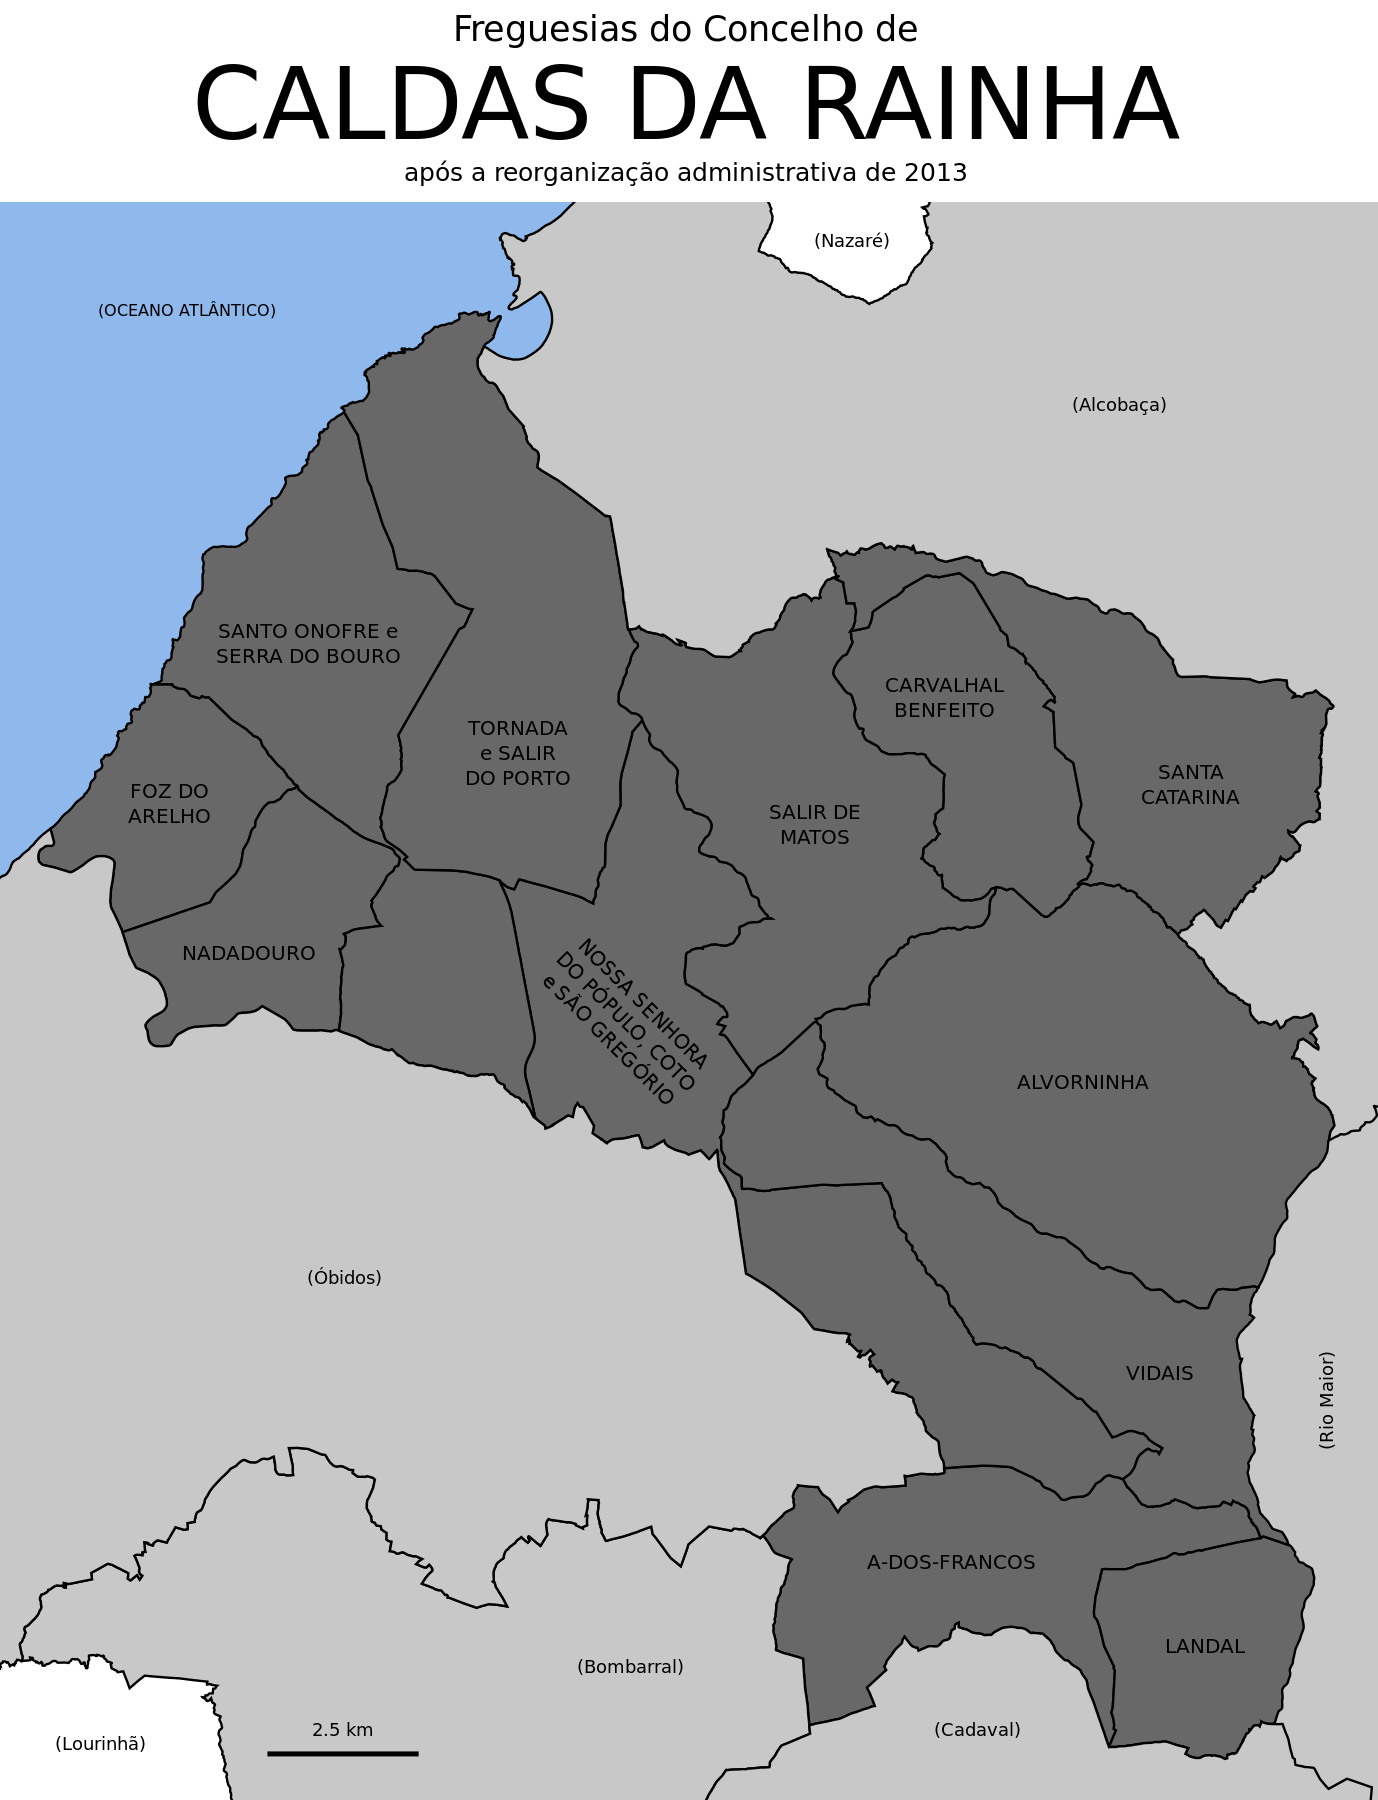 Freguesias do Concelho de
CALDAS DA RAINHA
após a reorganização administrativa de 2013
(Nazaré)
(OCEANO ATLÂNTICO)
(Alcobaça)
SANTO ONOFRE e
SERRA DO BOURO
CARVALHAL
BENFEITO
TORNADA
e SALIR
DO PORTO
SANTA
CATARINA
FOZ DO
ARELHO
SALIR DE
MATOS
NADADOURO
NOSSA SENHORA
DO PÓPULO, COTO
e SÃO GREGÓRIO
ALVORNINHA
(Óbidos)
VIDAIS
(Rio Maior)
A-DOS-FRANCOS
LANDAL
(Bombarral)
(Cadaval)
2.5 km
(Lourinhã)